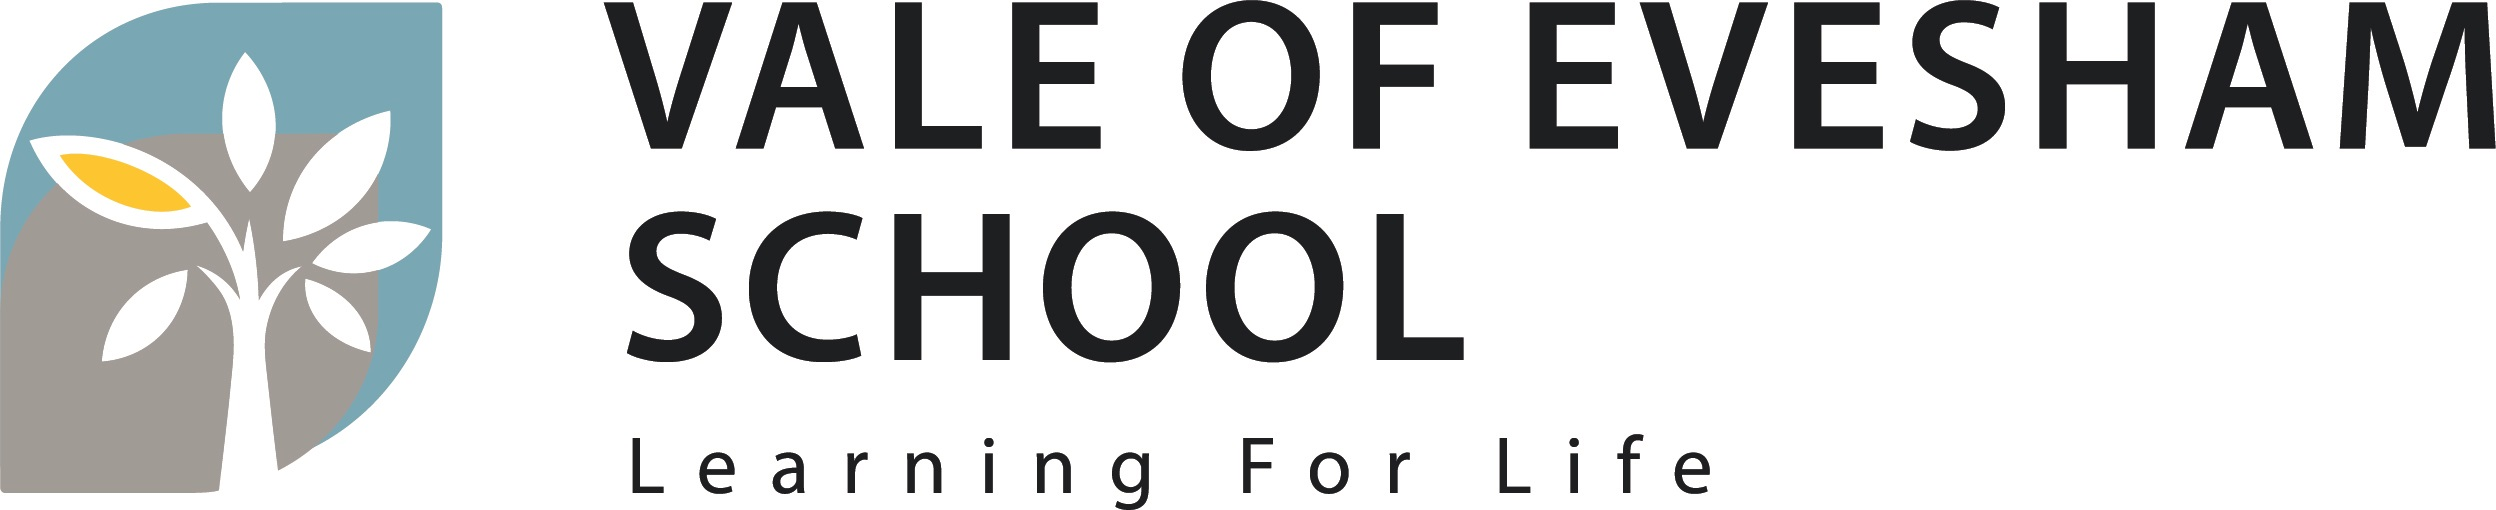 VALE OF EVESHAM
SCHOOL
Learning For Life